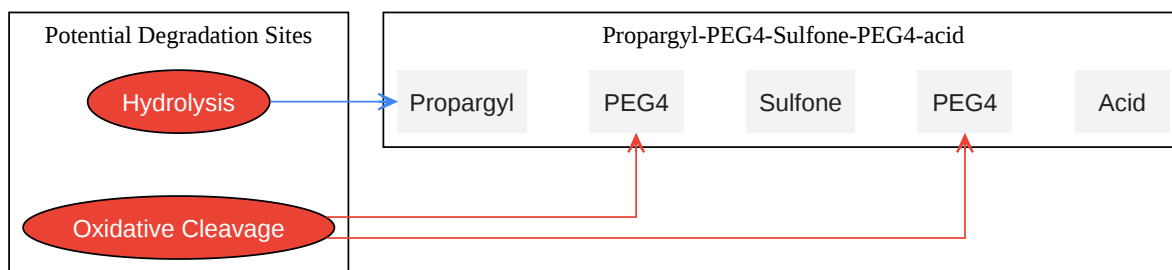 Potential Degradation Sites
Hydrolysis
Oxidative Cleavage
Propargyl-PEG4-Sulfone-PEG4-acid
Propargyl
PEG4
Sulfone
PEG4
Acid